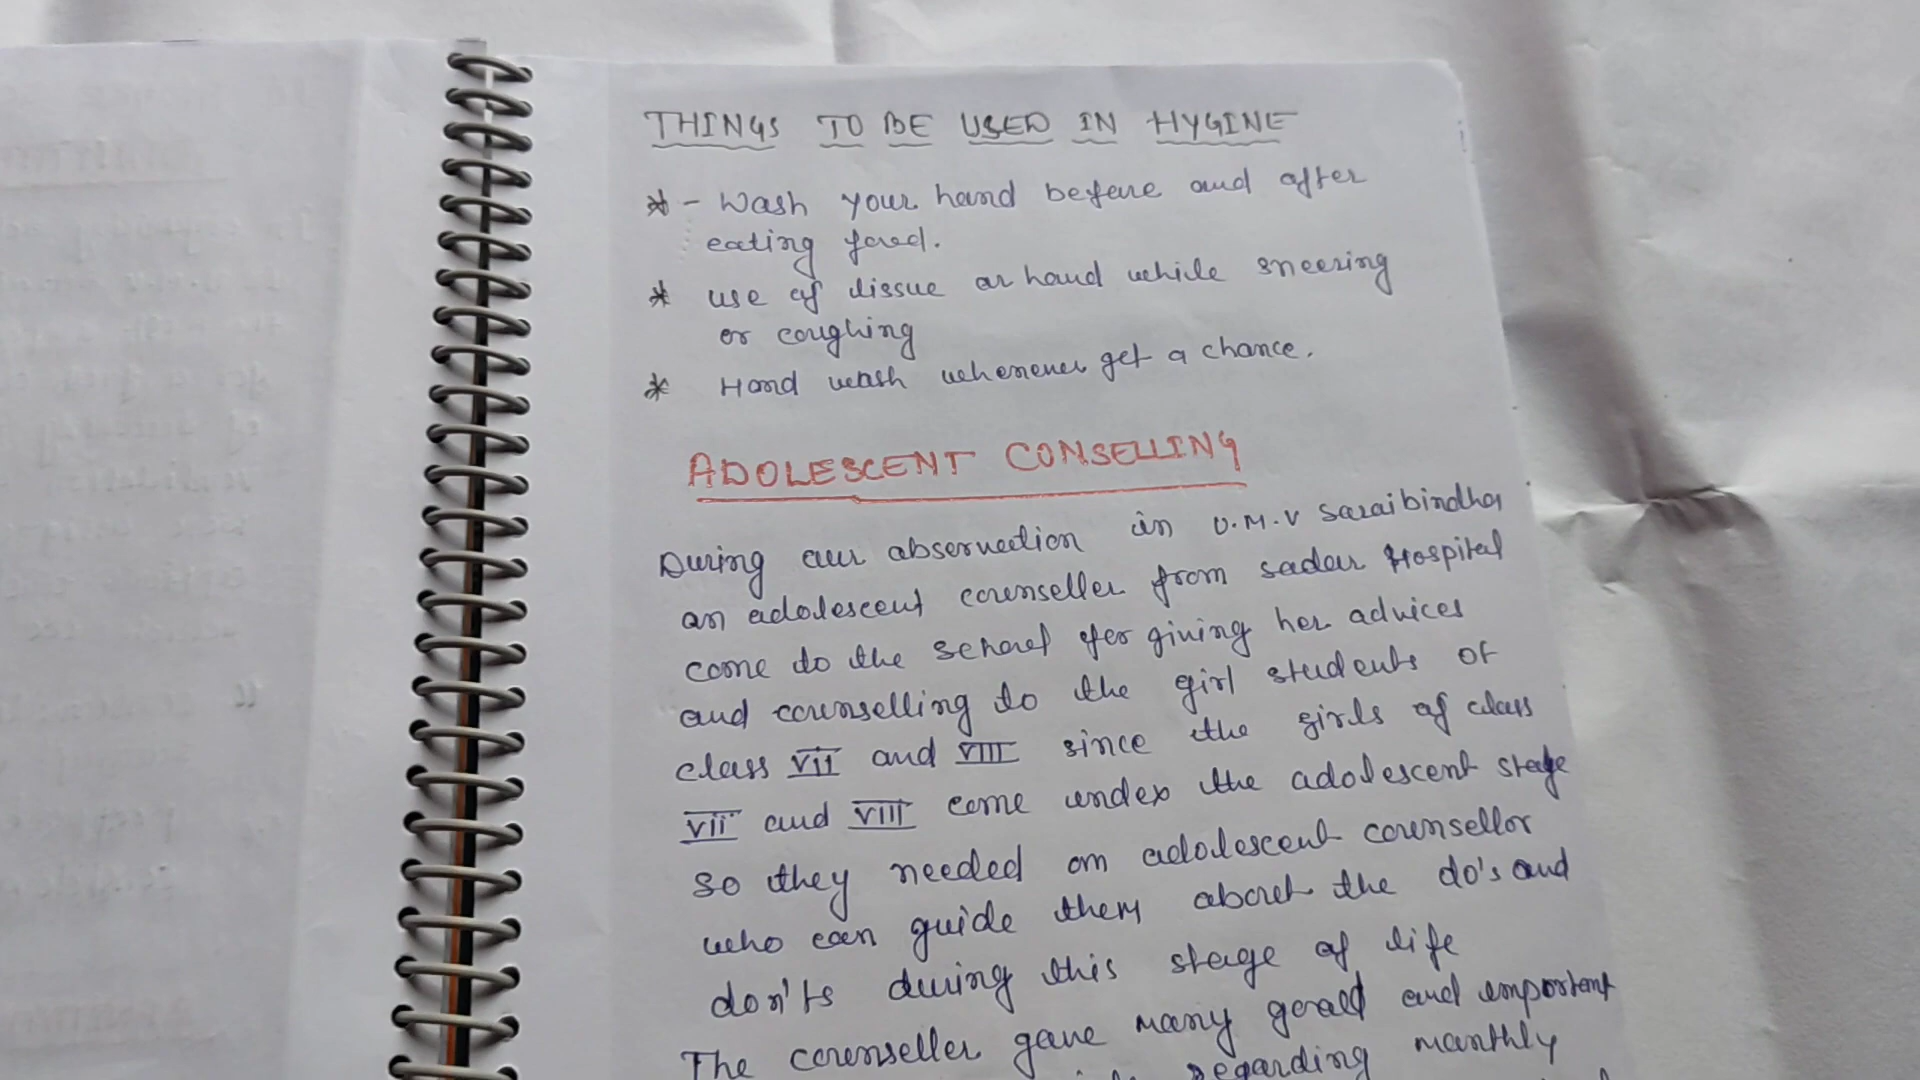 THINGS TO BE USED IN HYGINE
* - Wash your hand before and after
eating food.
* use of tissue or hand while sneezing
or coughing
* Hand wash whenever get a chance.
ADOLESCENT CONSELLING
During our observation in U.M.V Saraibindha
an adolescent counseller from sadar Hospital
come to the school for giving her advices
and counselling to the girl students of
class VII and VIII since the girls of class
VII and VIII come under the adolescent stage
so they needed an adolescent counsellor
who can guide them about the do's and
don'ts during this stage of life
The counseller gave many good and important
regarding monthly